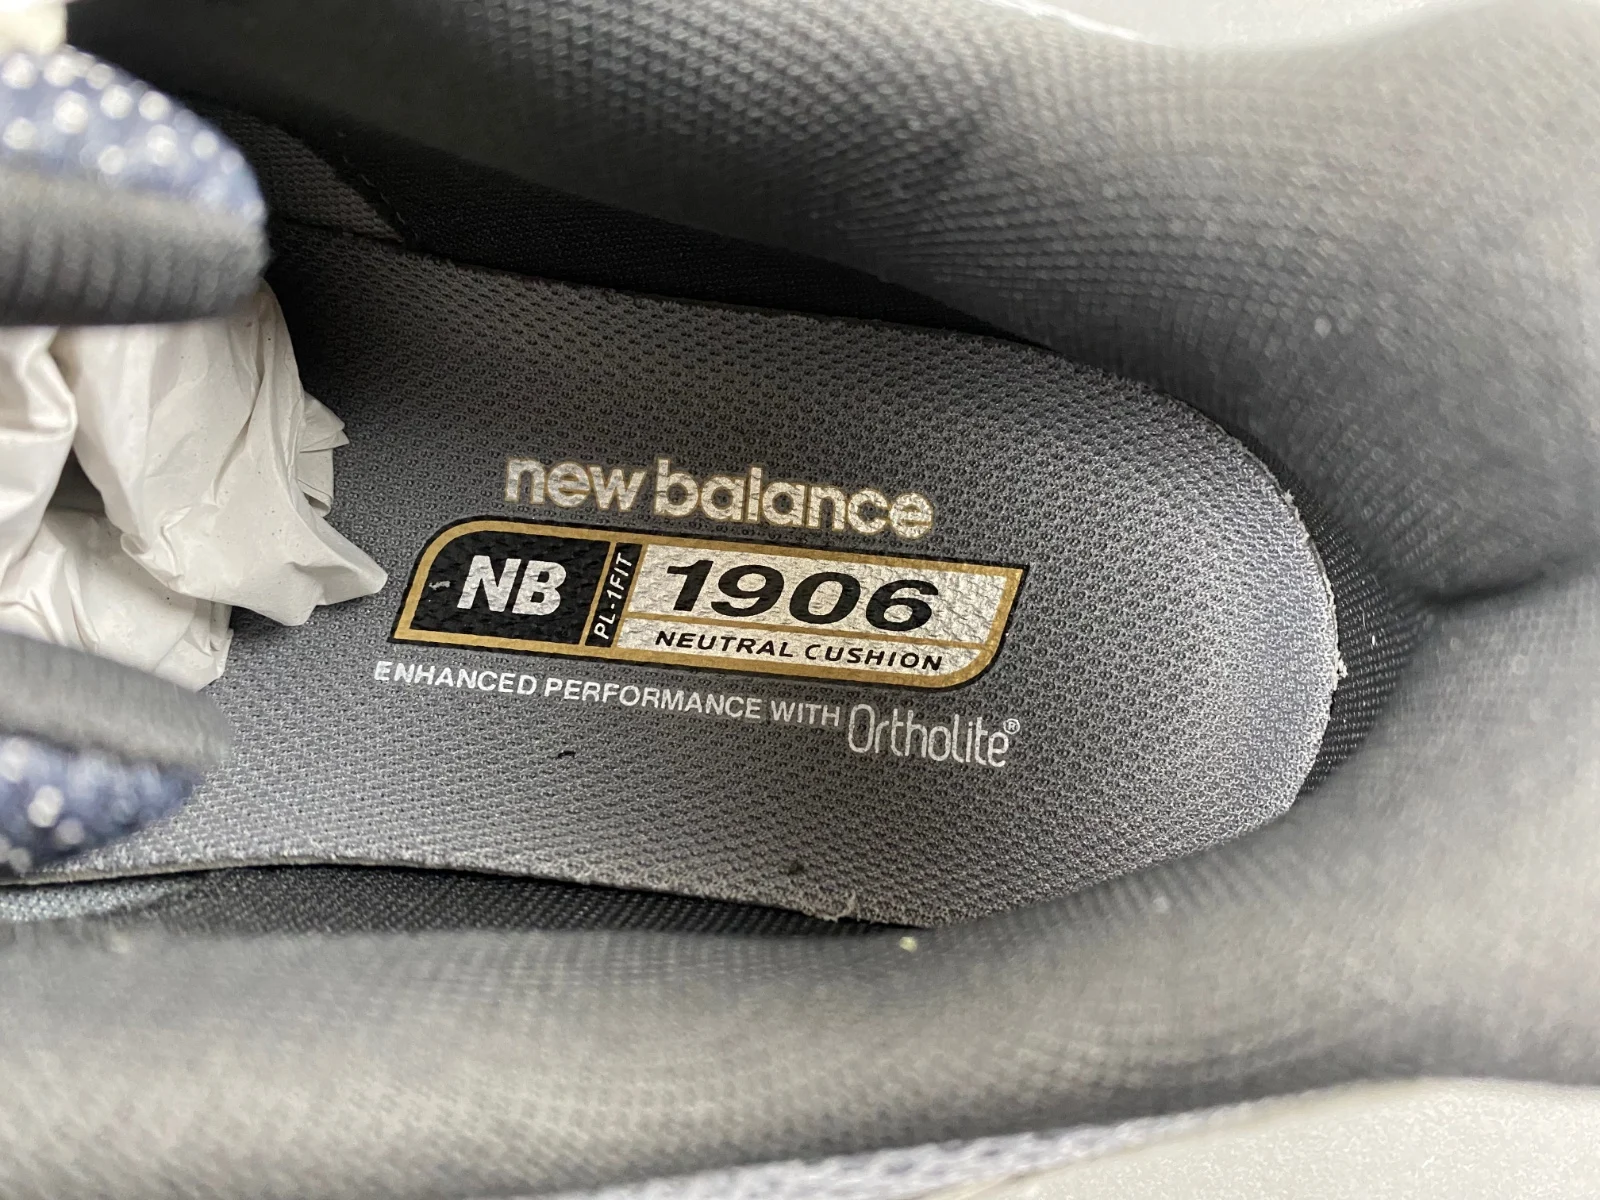 new balance
NB PL-1FIT 1906
NEUTRAL CUSHION
ENHANCED PERFORMANCE WITH Ortholite®